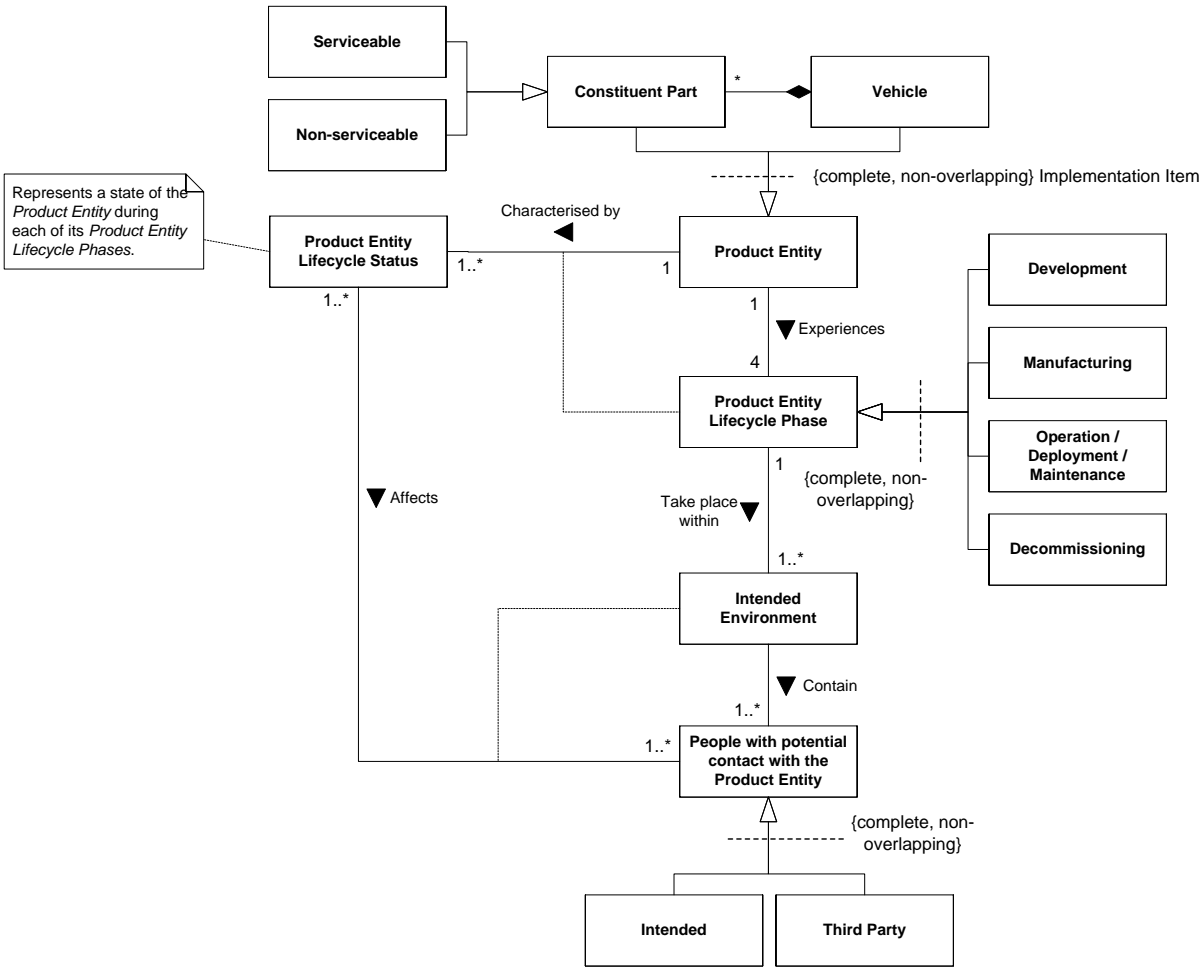 Serviceable
Non-serviceable
Constituent Part
*
Vehicle
{complete, non-overlapping} Implementation Item
Represents a state of the
Product Entity during
each of its Product Entity
Lifecycle Phases.
Product Entity
Lifecycle Status
Characterised by
1..*
1
Product Entity
1..*
1
Experiences
4
Product Entity
Lifecycle Phase
Development
Manufacturing
Operation /
Deployment /
Maintenance
Decommissioning
{complete, non-
overlapping}
1
Affects
Take place
within
1..*
Intended
Environment
Contain
1..*
1..*
People with potential
contact with the
Product Entity
{complete, non-
overlapping}
Intended
Third Party